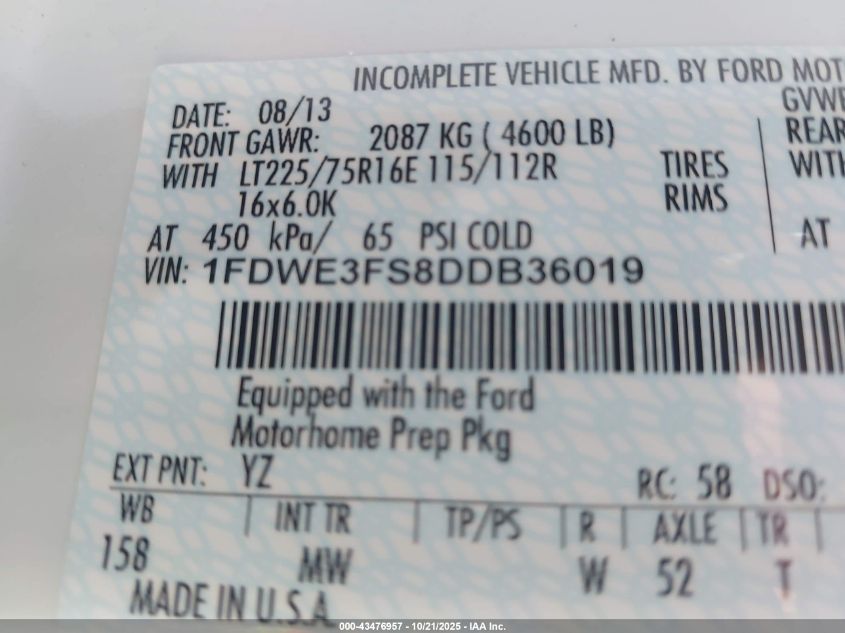 INCOMPLETE VEHICLE MFD. BY FORD MOT
DATE: 08/13
GVWR
FRONT GAWR: 2087 KG ( 4600 LB)
REAR
WITH LT225/75R16E 115/112R TIRES
WITH
16x6.0K RIMS
AT 450 kPa/ 65 PSI COLD
AT
VIN: 1FDWE3FS8DDB36019
Equipped with the Ford
Motorhome Prep Pkg
EXT PNT: YZ RC: 58 DSO:
WB | INT TR | TP/PS | R | AXLE | TR |
158 MW W 52 T
MADE IN U.S.A.
000-43476957 - 10/21/2025 - IAA Inc.